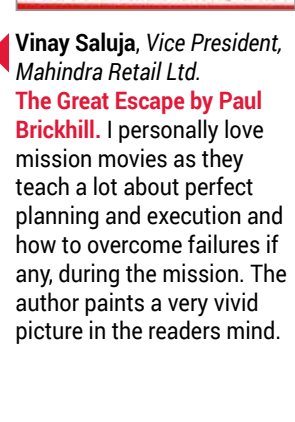 Vinay Saluja, Vice President,
Mahindra Retail Ltd.
The Great Escape by Paul
Brickhill. I personally love
mission movies as they
teach a lot about perfect
planning and execution and
how to overcome failures if
any, during the mission. The
author paints a very vivid
picture in the readers mind.